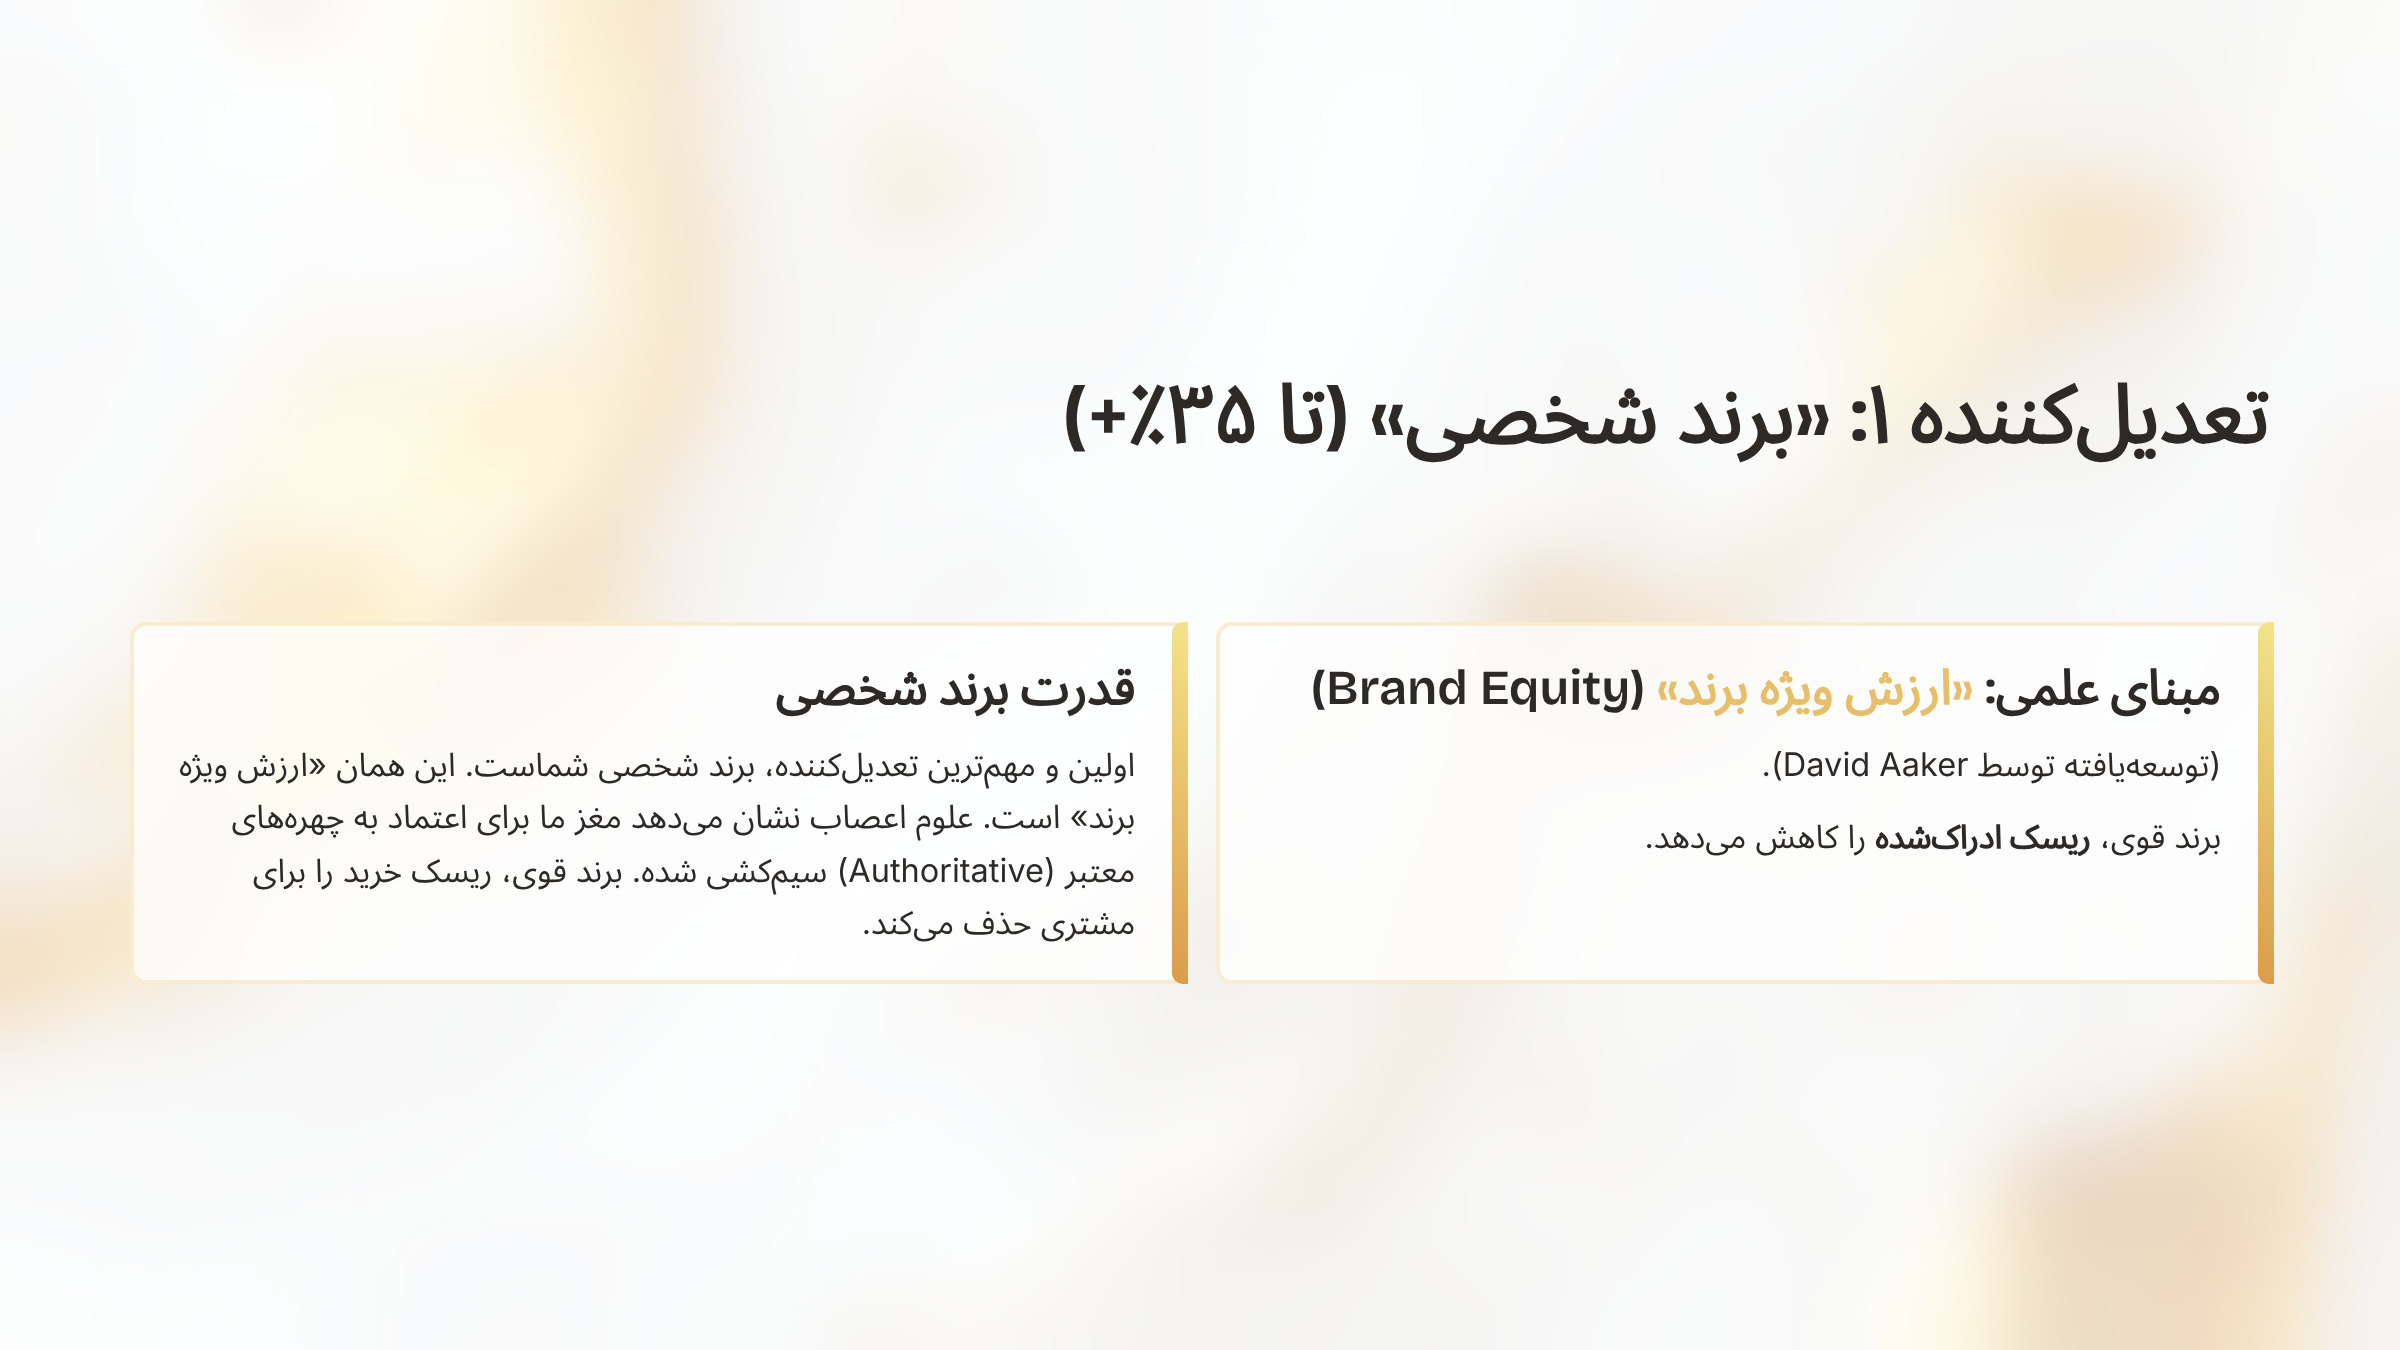 تعدیل‌کننده ۱: «برند شخصی» (تا ۳۵٪+)
مبنای علمی: «ارزش ویژه برند» (Brand Equity)
(توسعه‌یافته توسط David Aaker).
برند قوی، ریسک ادراک‌شده را کاهش می‌دهد.
قدرت برند شخصی
اولین و مهم‌ترین تعدیل‌کننده، برند شخصی شماست. این همان «ارزش ویژه
برند» است. علوم اعصاب نشان می‌دهد مغز ما برای اعتماد به چهره‌های
معتبر (Authoritative) سیم‌کشی شده. برند قوی، ریسک خرید را برای
مشتری حذف می‌کند.